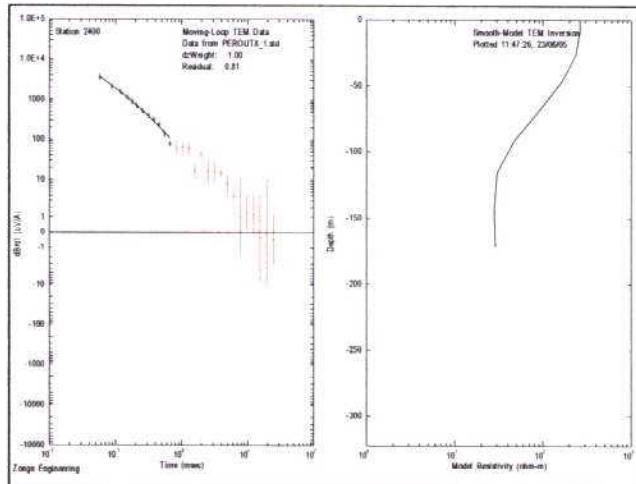 Station 2400
Moving-Loop TEM Data
Data from PEROUTX_1.std
dzWeight: 1.00
Residual: 0.81
1.0E+5
1.0E+4
1000
100
10
1
0
-1
-10
-100
-1000
-10000
Time (msec)
Zonge Engineering
Smooth-Model TEM Inversion
Plotted 11:47:26, 23/06/05
0
-50
-100
-150
-200
-250
-300
Depth (m)
Model Resistivity (ohm-m)